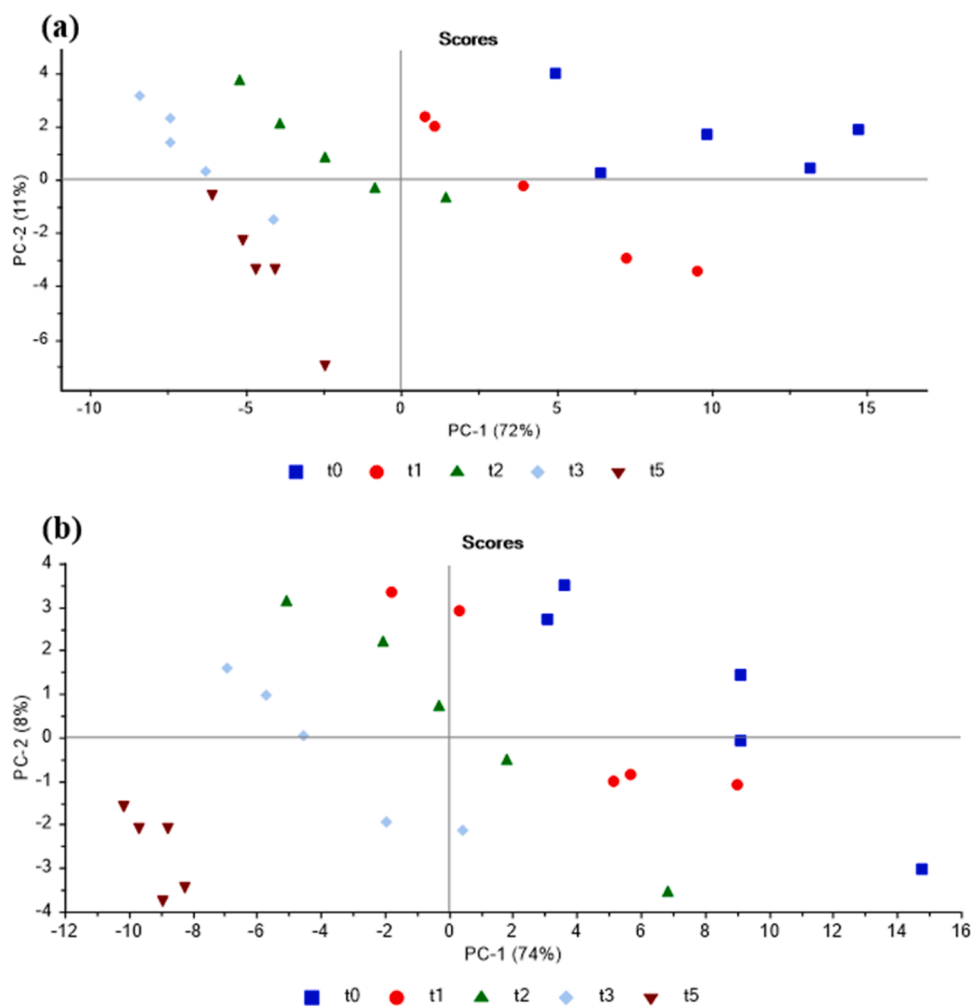 (a)
Scores
4
2
0
-2
-4
-6
PC-2 (11%)
-10 -5 0 5 10 15
PC-1 (72%)
t0 t1 t2 t3 t5
(b)
Scores
4
3
2
1
0
-1
-2
-3
-4
PC-2 (8%)
-12 -10 -8 -6 -4 -2 0 2 4 6 8 10 12 14 16
PC-1 (74%)
t0 t1 t2 t3 t5